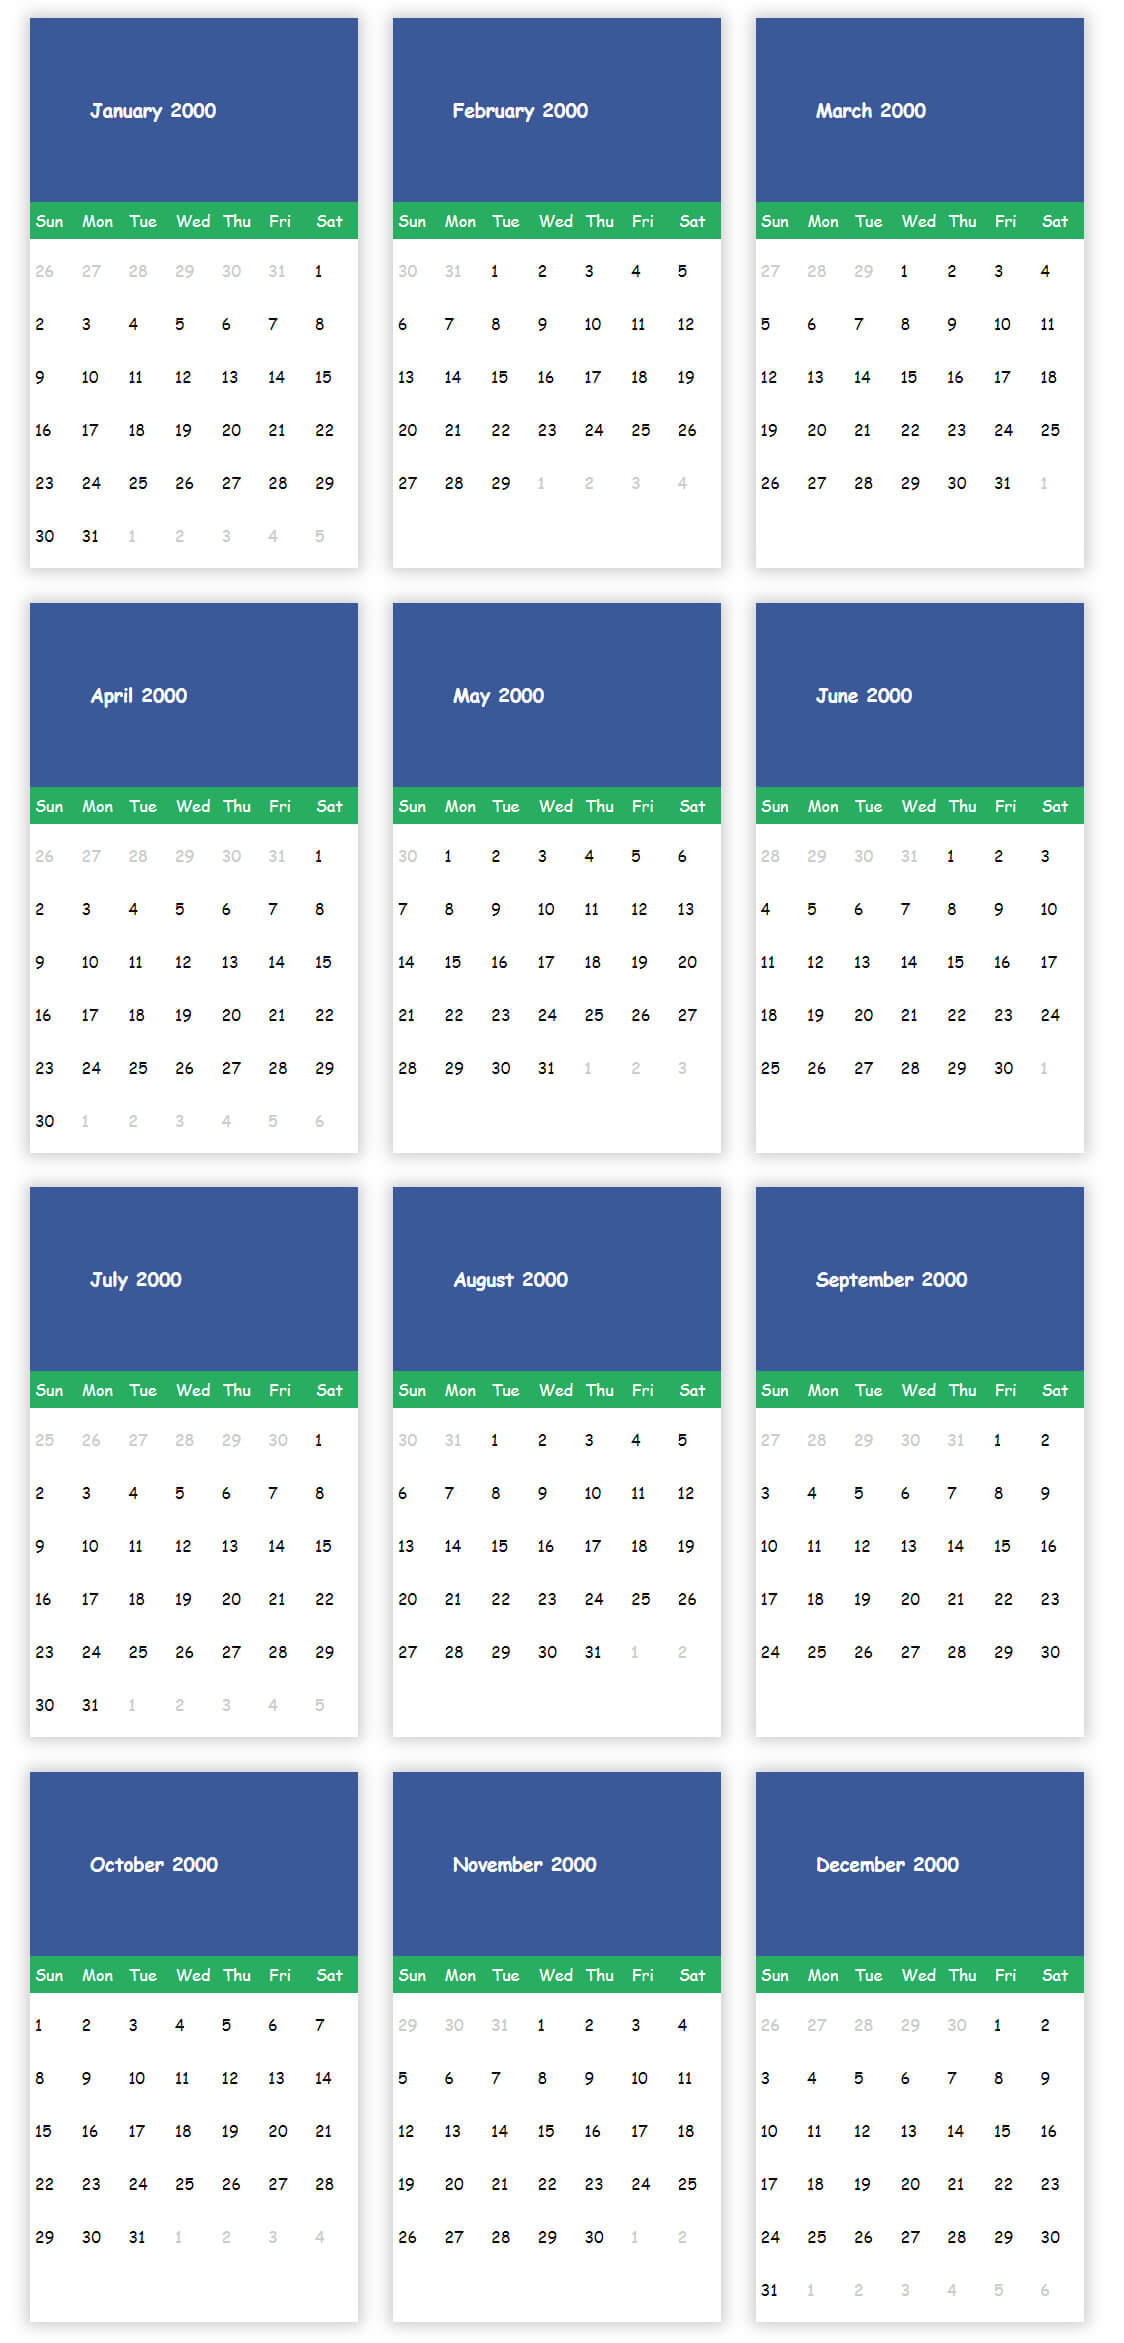 January 2000
Sun Mon Tue Wed Thu Fri Sat
26 27 28 29 30 31 1
2 3 4 5 6 7 8
9 10 11 12 13 14 15
16 17 18 19 20 21 22
23 24 25 26 27 28 29
30 31 1 2 3 4 5
February 2000
Sun Mon Tue Wed Thu Fri Sat
30 31 1 2 3 4 5
6 7 8 9 10 11 12
13 14 15 16 17 18 19
20 21 22 23 24 25 26
27 28 29 1 2 3 4
March 2000
Sun Mon Tue Wed Thu Fri Sat
27 28 29 1 2 3 4
5 6 7 8 9 10 11
12 13 14 15 16 17 18
19 20 21 22 23 24 25
26 27 28 29 30 31 1
April 2000
Sun Mon Tue Wed Thu Fri Sat
26 27 28 29 30 31 1
2 3 4 5 6 7 8
9 10 11 12 13 14 15
16 17 18 19 20 21 22
23 24 25 26 27 28 29
30 1 2 3 4 5 6
May 2000
Sun Mon Tue Wed Thu Fri Sat
30 1 2 3 4 5 6
7 8 9 10 11 12 13
14 15 16 17 18 19 20
21 22 23 24 25 26 27
28 29 30 31 1 2 3
June 2000
Sun Mon Tue Wed Thu Fri Sat
28 29 30 31 1 2 3
4 5 6 7 8 9 10
11 12 13 14 15 16 17
18 19 20 21 22 23 24
25 26 27 28 29 30 1
July 2000
Sun Mon Tue Wed Thu Fri Sat
25 26 27 28 29 30 1
2 3 4 5 6 7 8
9 10 11 12 13 14 15
16 17 18 19 20 21 22
23 24 25 26 27 28 29
30 31 1 2 3 4 5
August 2000
Sun Mon Tue Wed Thu Fri Sat
30 31 1 2 3 4 5
6 7 8 9 10 11 12
13 14 15 16 17 18 19
20 21 22 23 24 25 26
27 28 29 30 31 1 2
September 2000
Sun Mon Tue Wed Thu Fri Sat
27 28 29 30 31 1 2
3 4 5 6 7 8 9
10 11 12 13 14 15 16
17 18 19 20 21 22 23
24 25 26 27 28 29 30
October 2000
Sun Mon Tue Wed Thu Fri Sat
1 2 3 4 5 6 7
8 9 10 11 12 13 14
15 16 17 18 19 20 21
22 23 24 25 26 27 28
29 30 31 1 2 3 4
November 2000
Sun Mon Tue Wed Thu Fri Sat
29 30 31 1 2 3 4
5 6 7 8 9 10 11
12 13 14 15 16 17 18
19 20 21 22 23 24 25
26 27 28 29 30 1 2
December 2000
Sun Mon Tue Wed Thu Fri Sat
26 27 28 29 30 1 2
3 4 5 6 7 8 9
10 11 12 13 14 15 16
17 18 19 20 21 22 23
24 25 26 27 28 29 30
31 1 2 3 4 5 6